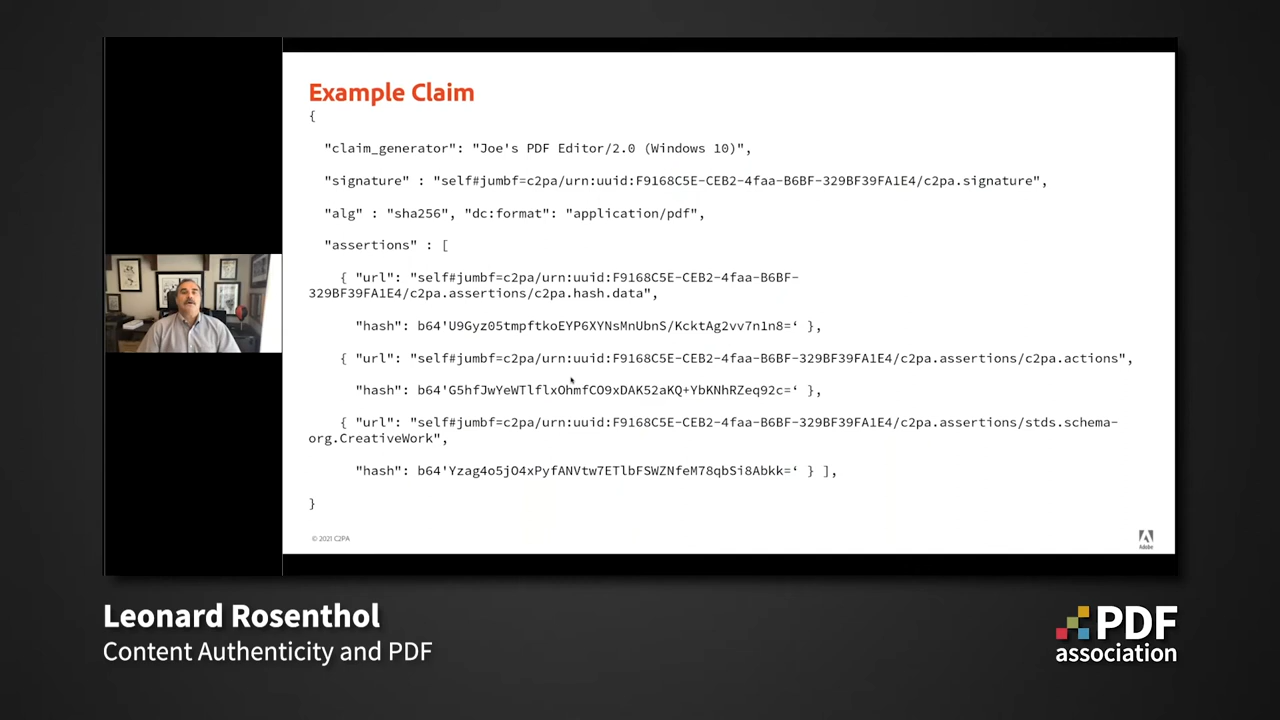 Example Claim
{
"claim_generator": "Joe's PDF Editor/2.0 (Windows 10)",
"signature" : "self#jumbf=c2pa/urn:uuid:F9168C5E-CEB2-4faa-B6BF-329BF39FA1E4/c2pa.signature",
"alg" : "sha256", "dc:format": "application/pdf",
"assertions" : [
{ "url": "self#jumbf=c2pa/urn:uuid:F9168C5E-CEB2-4faa-B6BF-
329BF39FA1E4/c2pa.assertions/c2pa.hash.data",
"hash": b64'U9Gyz05tmpftkoEYP6XYNsMnUbnS/KcktAg2vv7n1n8=‘ },
{ "url": "self#jumbf=c2pa/urn:uuid:F9168C5E-CEB2-4faa-B6BF-329BF39FA1E4/c2pa.assertions/c2pa.actions",
"hash": b64'G5hfJwYeWTlflxOhmfCO9xDAK52aKQ+YbKNhRZeq92c=‘ },
{ "url": "self#jumbf=c2pa/urn:uuid:F9168C5E-CEB2-4faa-B6BF-329BF39FA1E4/c2pa.assertions/stds.schema-
org.CreativeWork",
"hash": b64'Yzag4o5jO4xPyfANVtw7ETlbFSWZNfeM78qbSi8Abkk=‘ } ],
}
© 2021 C2PA
Adobe
Leonard Rosenthol
Content Authenticity and PDF
PDF
association